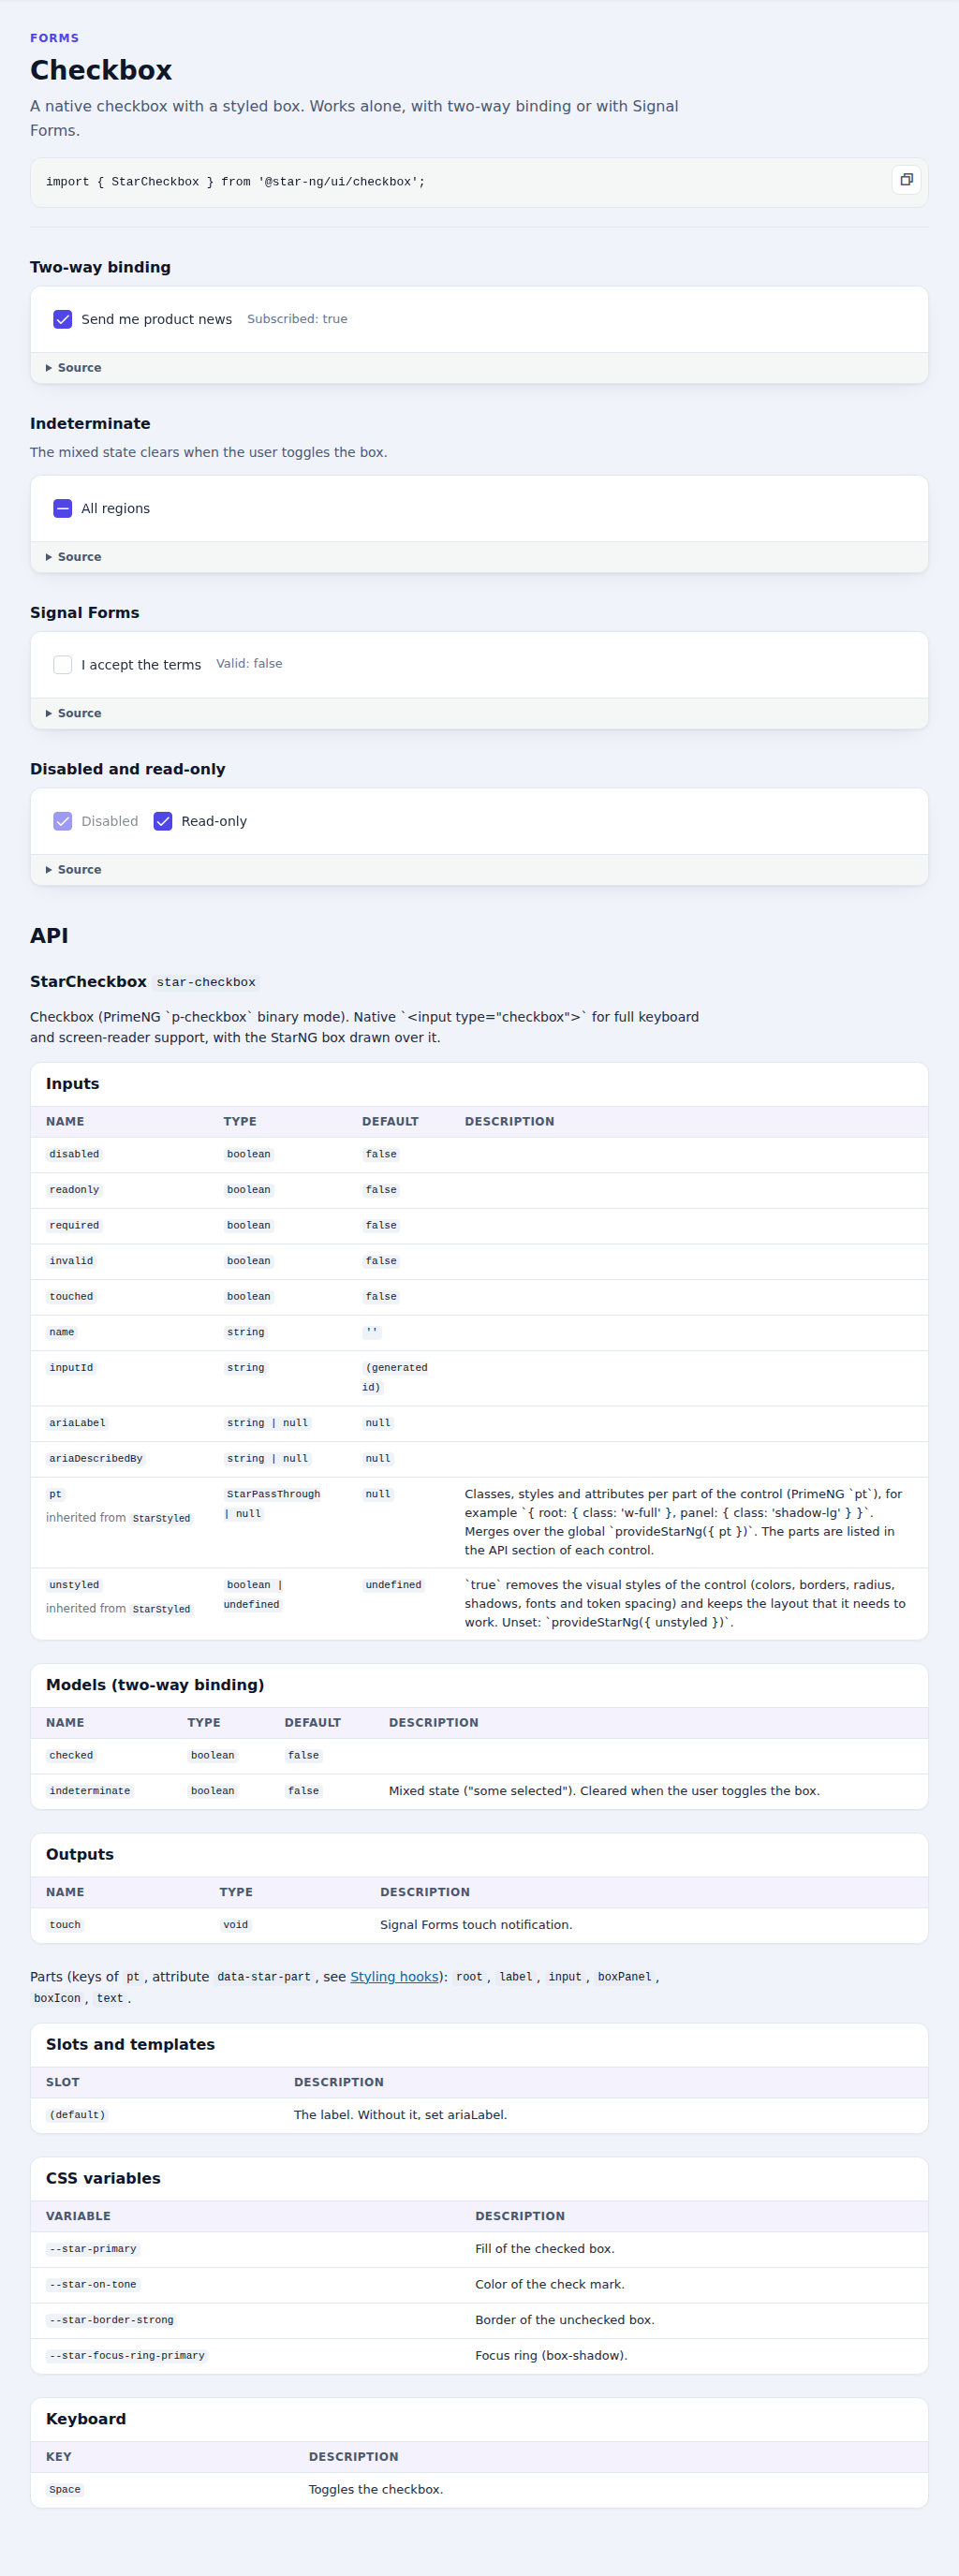 FORMS
Checkbox
A native checkbox with a styled box. Works alone, with two-way binding or with Signal
Forms.
import { StarCheckbox } from '@star-ng/ui/checkbox';
Two-way binding
Send me product news Subscribed: true
Source
Indeterminate
The mixed state clears when the user toggles the box.
All regions
Source
Signal Forms
I accept the terms Valid: false
Source
Disabled and read-only
Disabled Read-only
Source
API
StarCheckbox star-checkbox
Checkbox (PrimeNG `p-checkbox` binary mode). Native `<input type="checkbox">` for full keyboard
and screen-reader support, with the StarNG box drawn over it.
Inputs
NAME TYPE DEFAULT DESCRIPTION
disabled boolean false
readonly boolean false
required boolean false
invalid boolean false
touched boolean false
name string ''
inputId string (generated
id)
ariaLabel string | null null
ariaDescribedBy string | null null
pt StarPassThrough null Classes, styles and attributes per part of the control (PrimeNG `pt`), for
inherited from StarStyled | null example `{ root: { class: 'w-full' }, panel: { class: 'shadow-lg' } }`.
Merges over the global `provideStarNg({ pt })`. The parts are listed in
the API section of each control.
unstyled boolean | undefined `true` removes the visual styles of the control (colors, borders, radius,
inherited from StarStyled undefined shadows, fonts and token spacing) and keeps the layout that it needs to
work. Unset: `provideStarNg({ unstyled })`.
Models (two-way binding)
NAME TYPE DEFAULT DESCRIPTION
checked boolean false
indeterminate boolean false Mixed state ("some selected"). Cleared when the user toggles the box.
Outputs
NAME TYPE DESCRIPTION
touch void Signal Forms touch notification.
Parts (keys of pt, attribute data-star-part, see Styling hooks): root, label, input, boxPanel,
boxIcon, text.
Slots and templates
SLOT DESCRIPTION
(default) The label. Without it, set ariaLabel.
CSS variables
VARIABLE DESCRIPTION
--star-primary Fill of the checked box.
--star-on-tone Color of the check mark.
--star-border-strong Border of the unchecked box.
--star-focus-ring-primary Focus ring (box-shadow).
Keyboard
KEY DESCRIPTION
Space Toggles the checkbox.